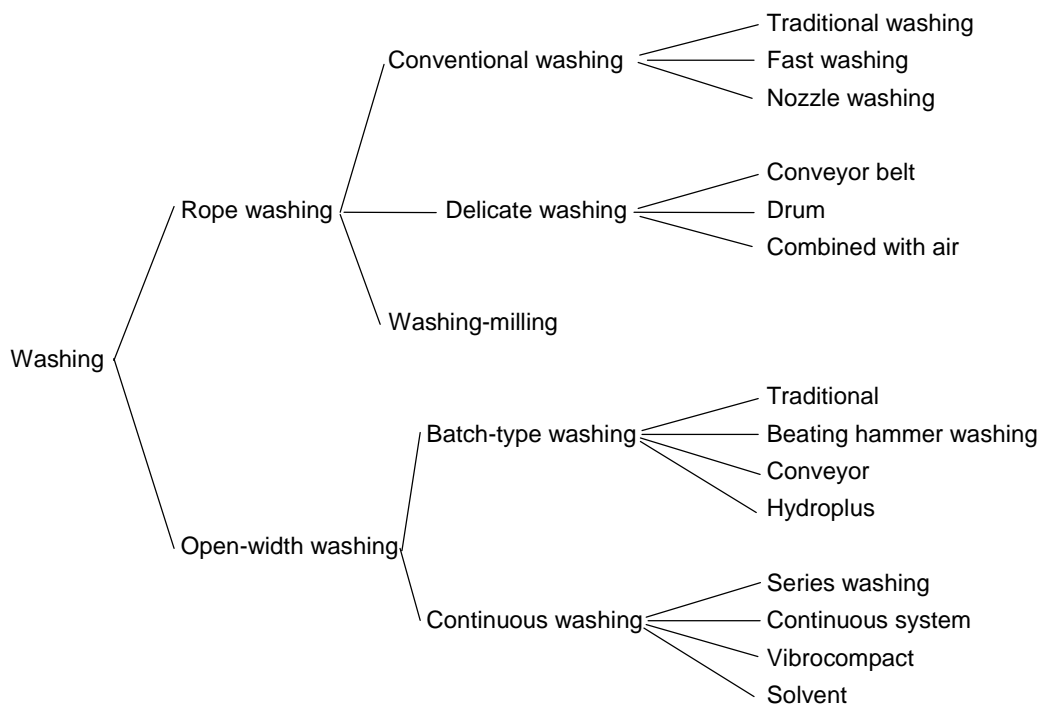 Traditional washing
Conventional washing
Fast washing
Nozzle washing
Conveyor belt
Rope washing
Delicate washing
Drum
Combined with air
Washing-milling
Washing
Traditional
Batch-type washing
Beating hammer washing
Conveyor
Hydroplus
Open-width washing
Series washing
Continuous washing
Continuous system
Vibrocompact
Solvent